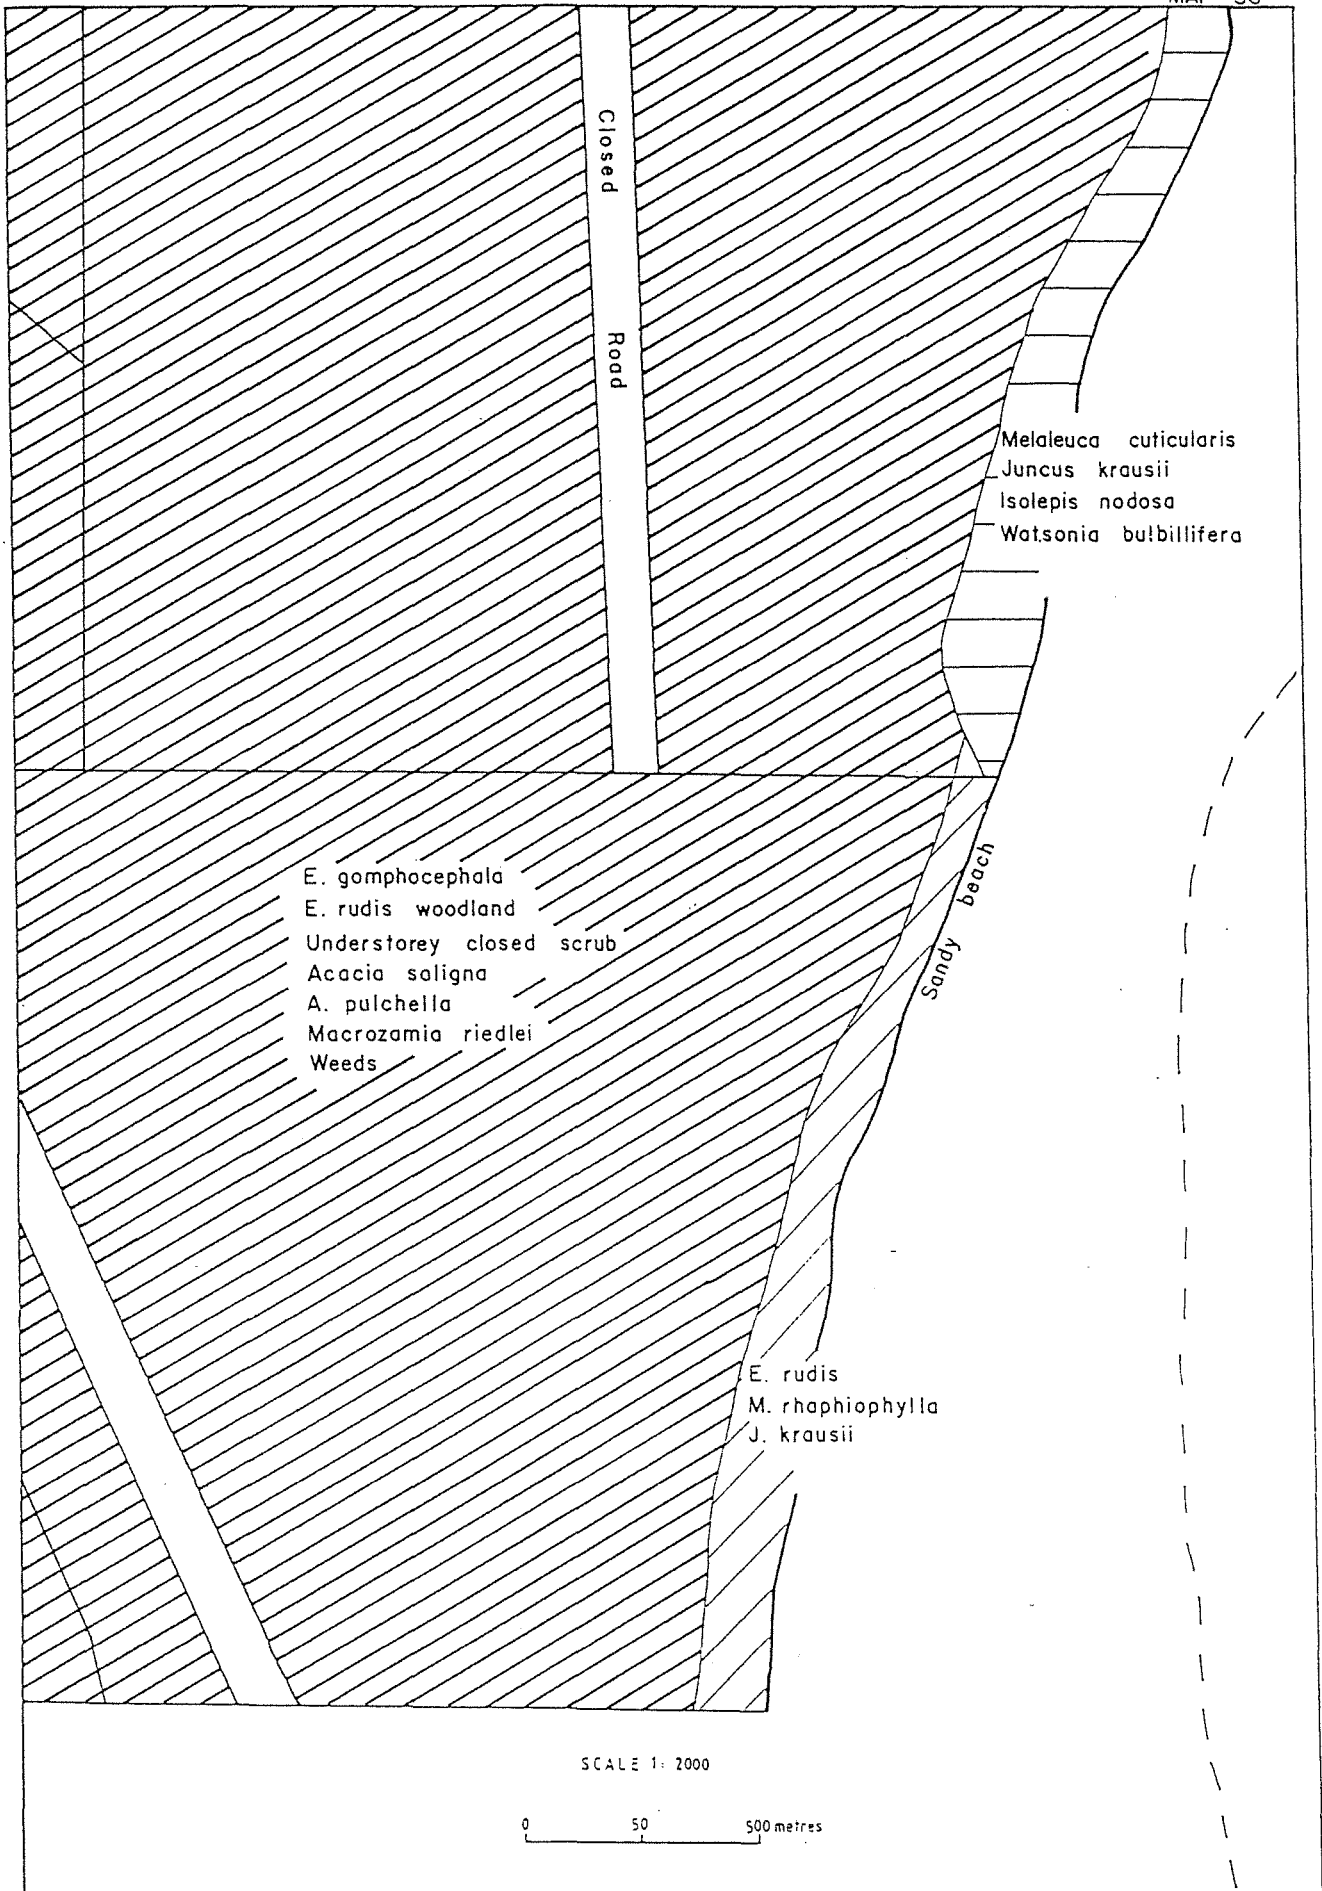 Closed
Road
Melaleuca cuticularis
Juncus krausii
Isolepis nodosa
Watsonia bulbillifera
Sandy beach
E. gomphocephala
E. rudis woodland
Understorey closed scrub
Acacia saligna
A. pulchella
Macrozamia riedlei
Weeds
E. rudis
M. rhaphiophylla
J. krausii
SCALE 1: 2000
0 50 500 metres